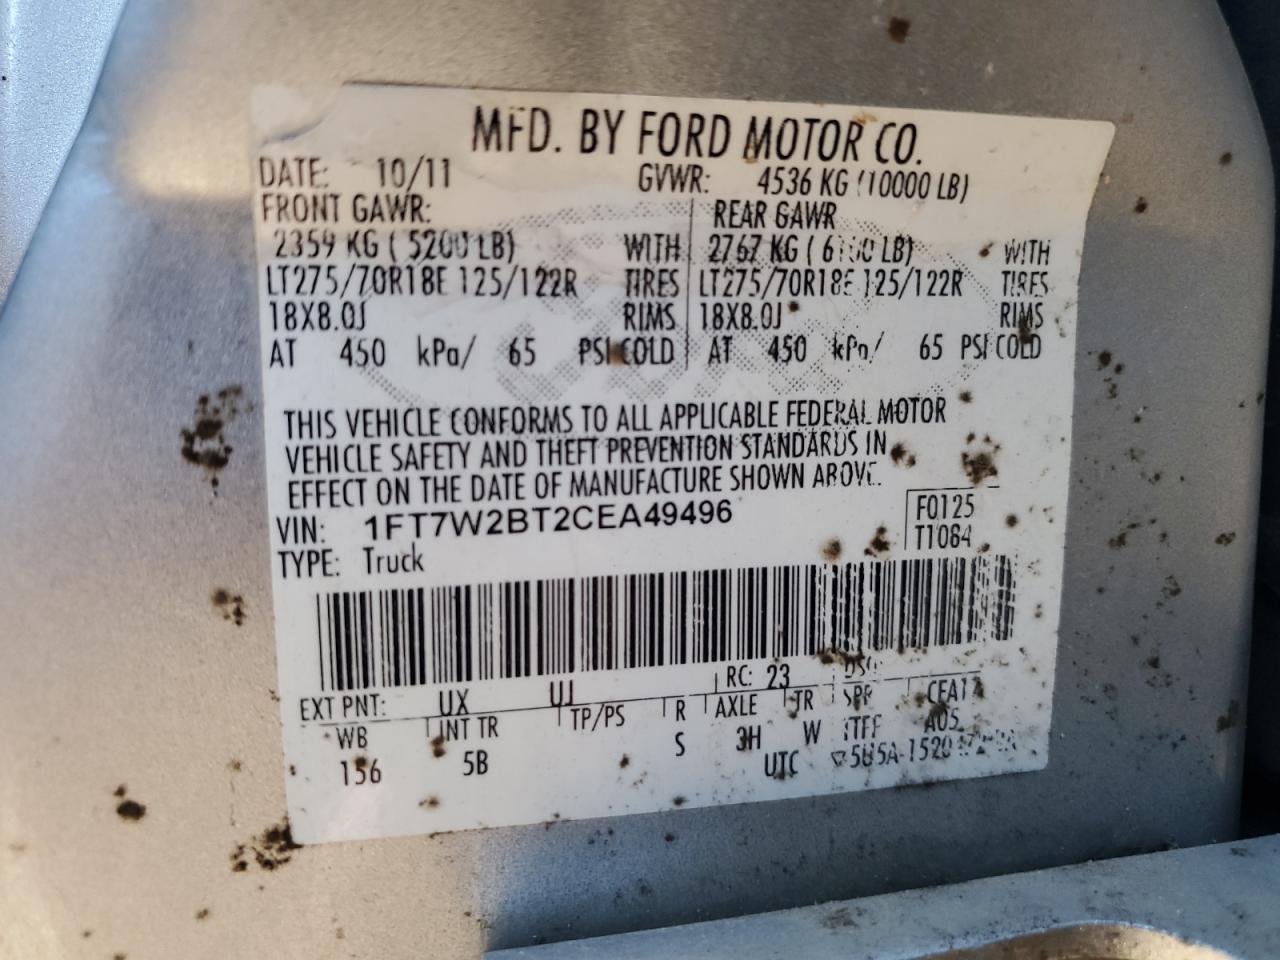 MFD. BY FORD MOTOR CO.
DATE: 10/11 GVWR: 4536 KG (10000 LB)
FRONT GAWR: REAR GAWR
2359 KG ( 5200 LB) WITH 2767 KG ( 6100 LB) WITH
LT275/70R18E 125/122R TIRES LT275/70R18E 125/122R TIRES
18X8.0J RIMS 18X8.0J RIMS
AT 450 kPa/ 65 PSI COLD AT 450 kPa/ 65 PSI COLD
THIS VEHICLE CONFORMS TO ALL APPLICABLE FEDERAL MOTOR
VEHICLE SAFETY AND THEFT PREVENTION STANDARDS IN
EFFECT ON THE DATE OF MANUFACTURE SHOWN ABOVE.
VIN: 1FT7W2BT2CEA49496 F0125
TYPE: Truck T1084
EXT PNT: UX UJ RC: 23 DSO:
WB INT TR TP/PS R AXLE TR SPR
156 5B S 3H W A05
UTC